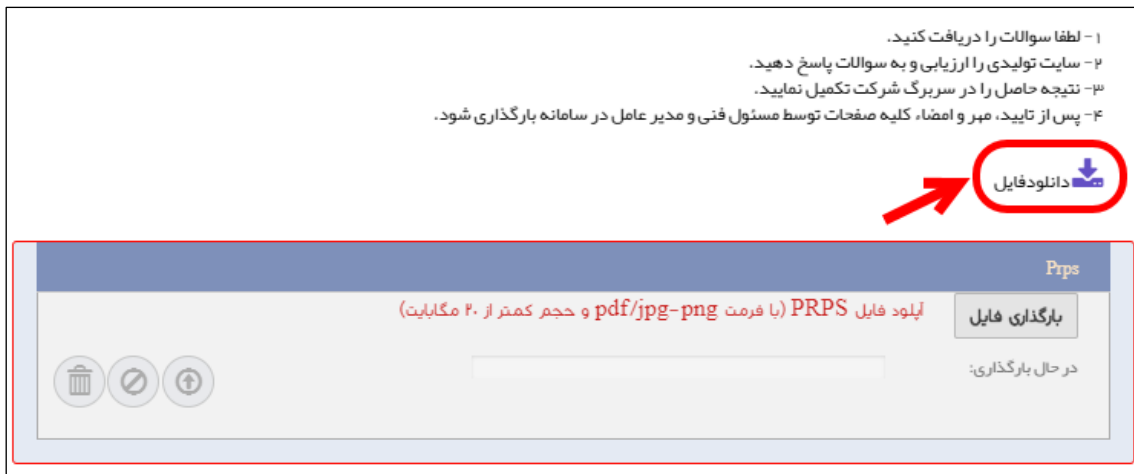 ۱- لطفا سوالات را دریافت کنید.
۲- سایت تولیدی را ارزیابی و به سوالات پاسخ دهید.
۳- نتیجه حاصل را در سربرگ شرکت تکمیل نمایید.
۴- پس از تایید، مهر و امضاء کلیه صفحات توسط مسئول فنی و مدیر عامل در سامانه بارگذاری شود.
دانلودفایل
Prps
بارگذاری فایل
آپلود فایل PRPS (با فرمت pdf/jpg-png و حجم کمتر از ۲۰ مگابایت)
در حال بارگذاری: